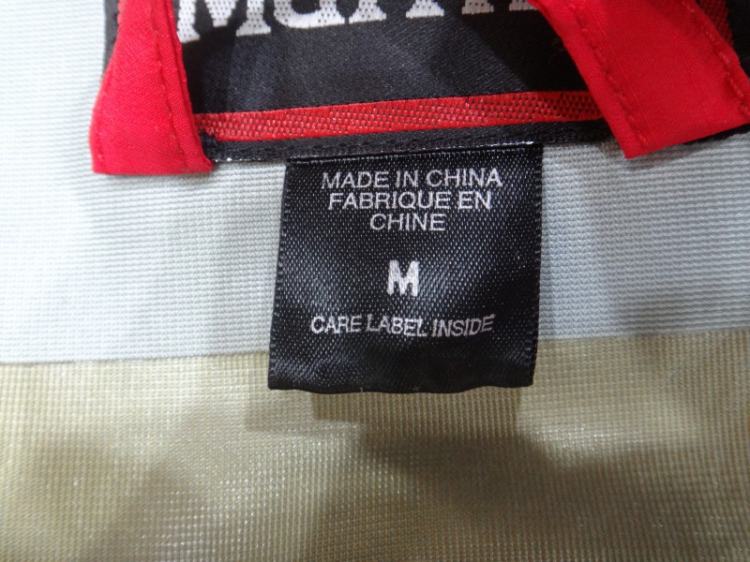 MADE IN CHINA
FABRIQUE EN
CHINE
M
CARE LABEL INSIDE